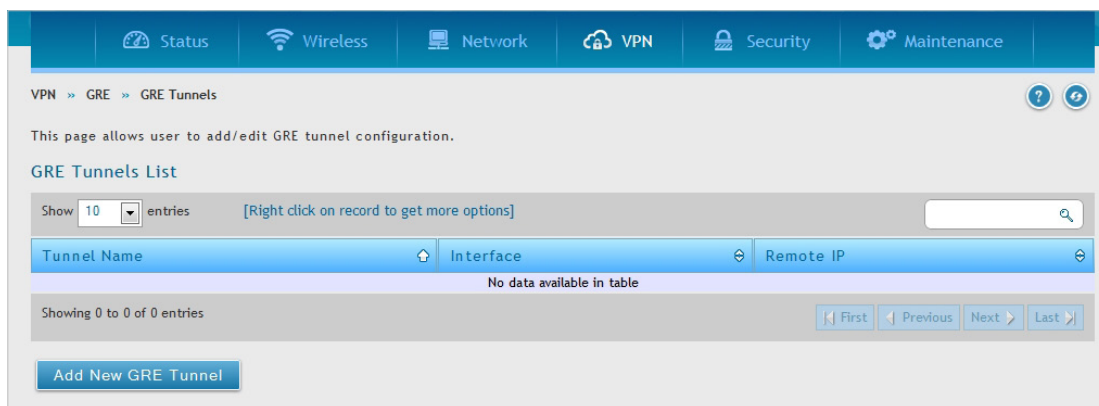 Status Wireless Network VPN Security Maintenance
VPN » GRE » GRE Tunnels
?
This page allows user to add/edit GRE tunnel configuration.
GRE Tunnels List
Show 10 entries [Right click on record to get more options]
Tunnel Name Interface Remote IP
No data available in table
Showing 0 to 0 of 0 entries
First Previous Next Last
Add New GRE Tunnel